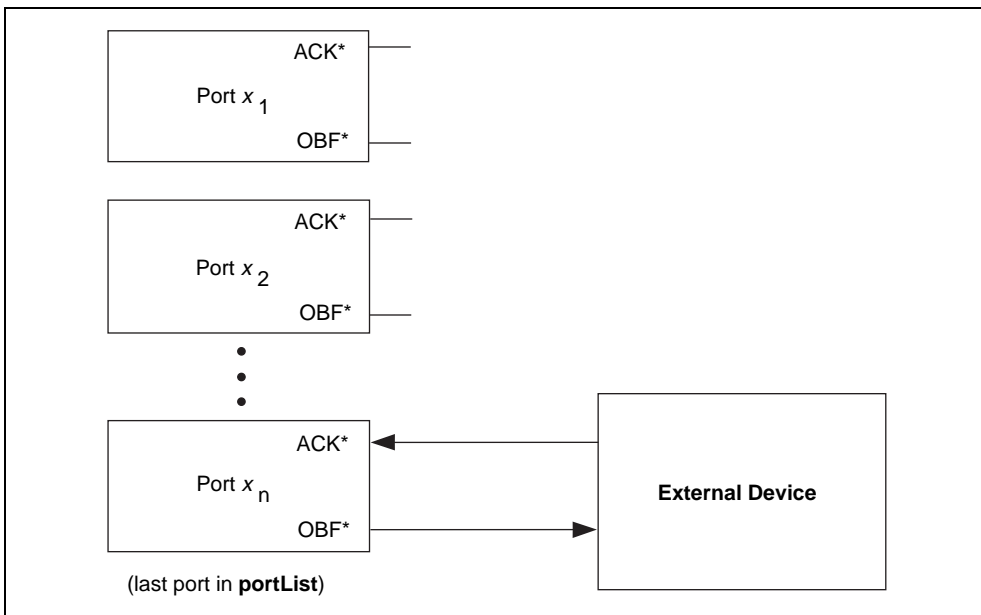 ACK*
Port x 1
OBF*
ACK*
Port x 2
OBF*
ACK*
Port x n
OBF*
External Device
(last port in portList)